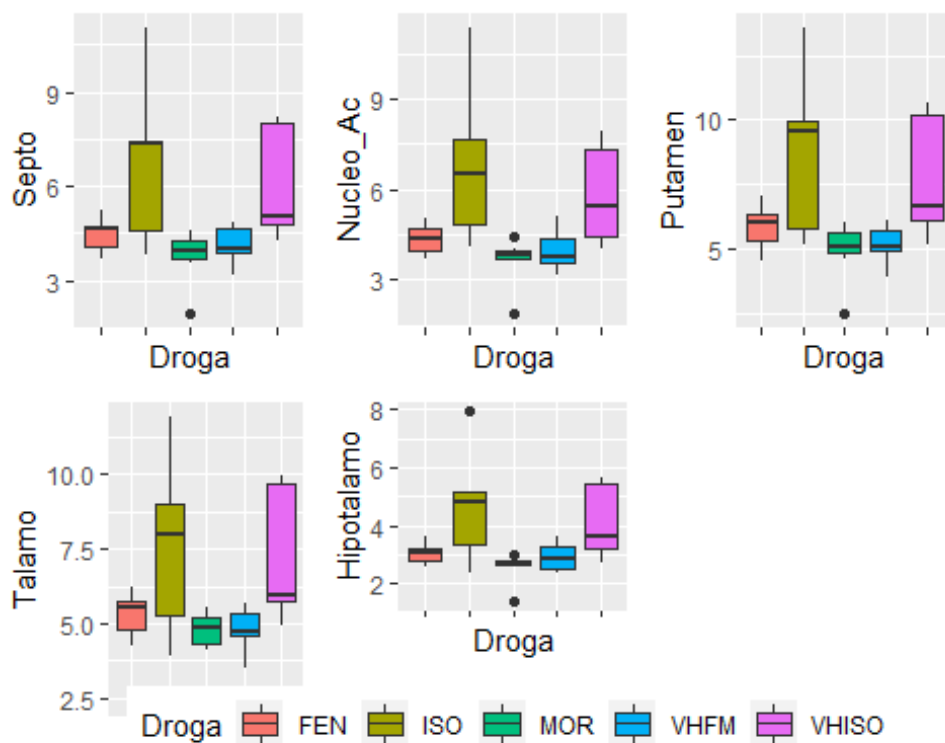 Septo
9
6
3
Droga
Nucleo_Ac
9
6
3
Droga
Putamen
10
5
Droga
Talamo
10.0
7.5
5.0
2.5
Hipotalamo
8
6
4
2
Droga
Droga FEN ISO MOR VHFM VHISO